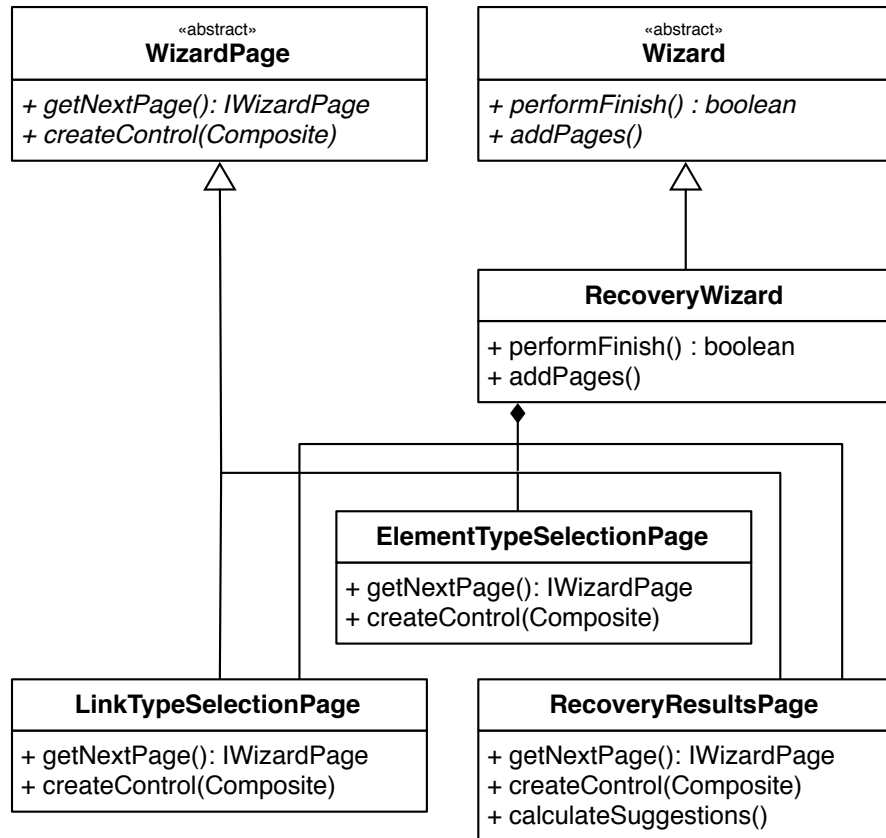 «abstract»
WizardPage
+ getNextPage(): IWizardPage
+ createControl(Composite)
«abstract»
Wizard
+ performFinish() : boolean
+ addPages()
RecoveryWizard
+ performFinish() : boolean
+ addPages()
ElementTypeSelectionPage
+ getNextPage(): IWizardPage
+ createControl(Composite)
LinkTypeSelectionPage
+ getNextPage(): IWizardPage
+ createControl(Composite)
RecoveryResultsPage
+ getNextPage(): IWizardPage
+ createControl(Composite)
+ calculateSuggestions()